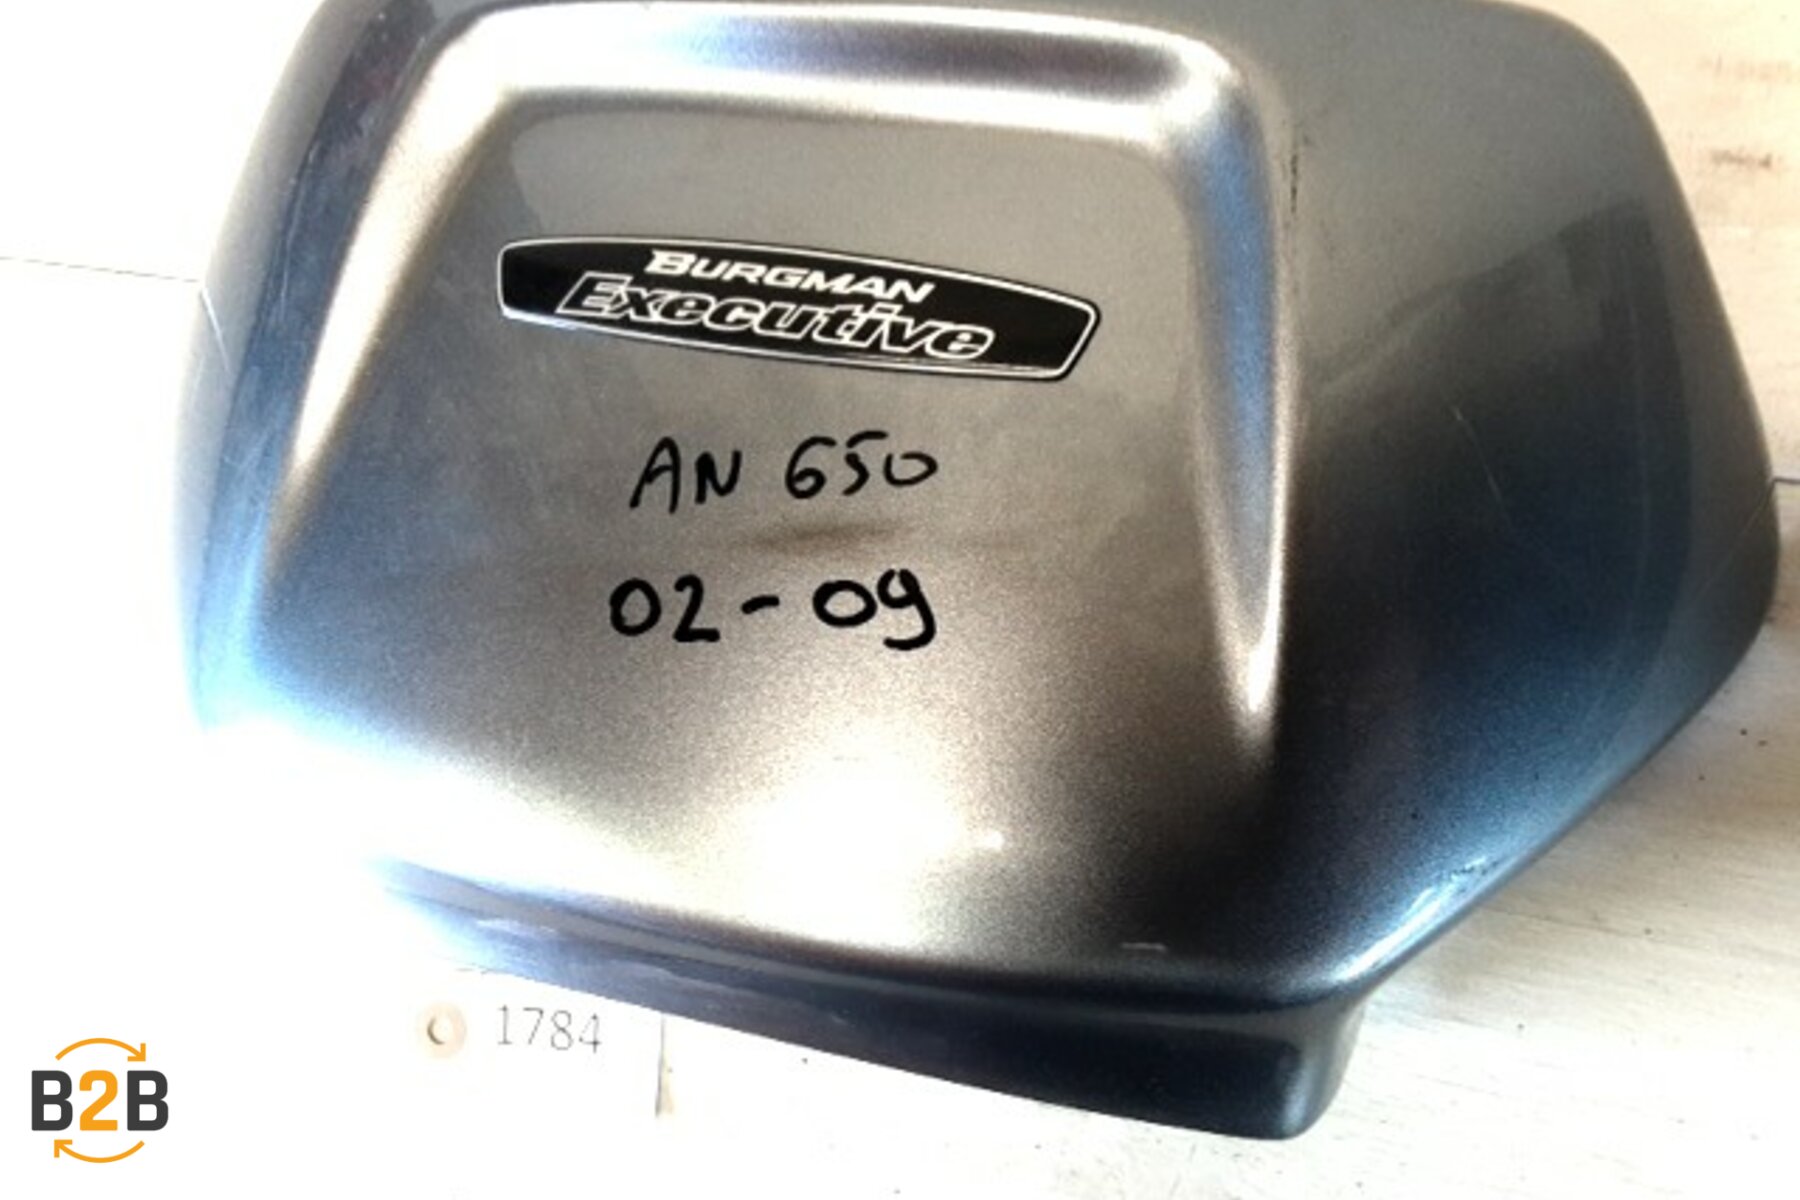 BURGMAN
Executive
AN 650
02-09
1784
B2B